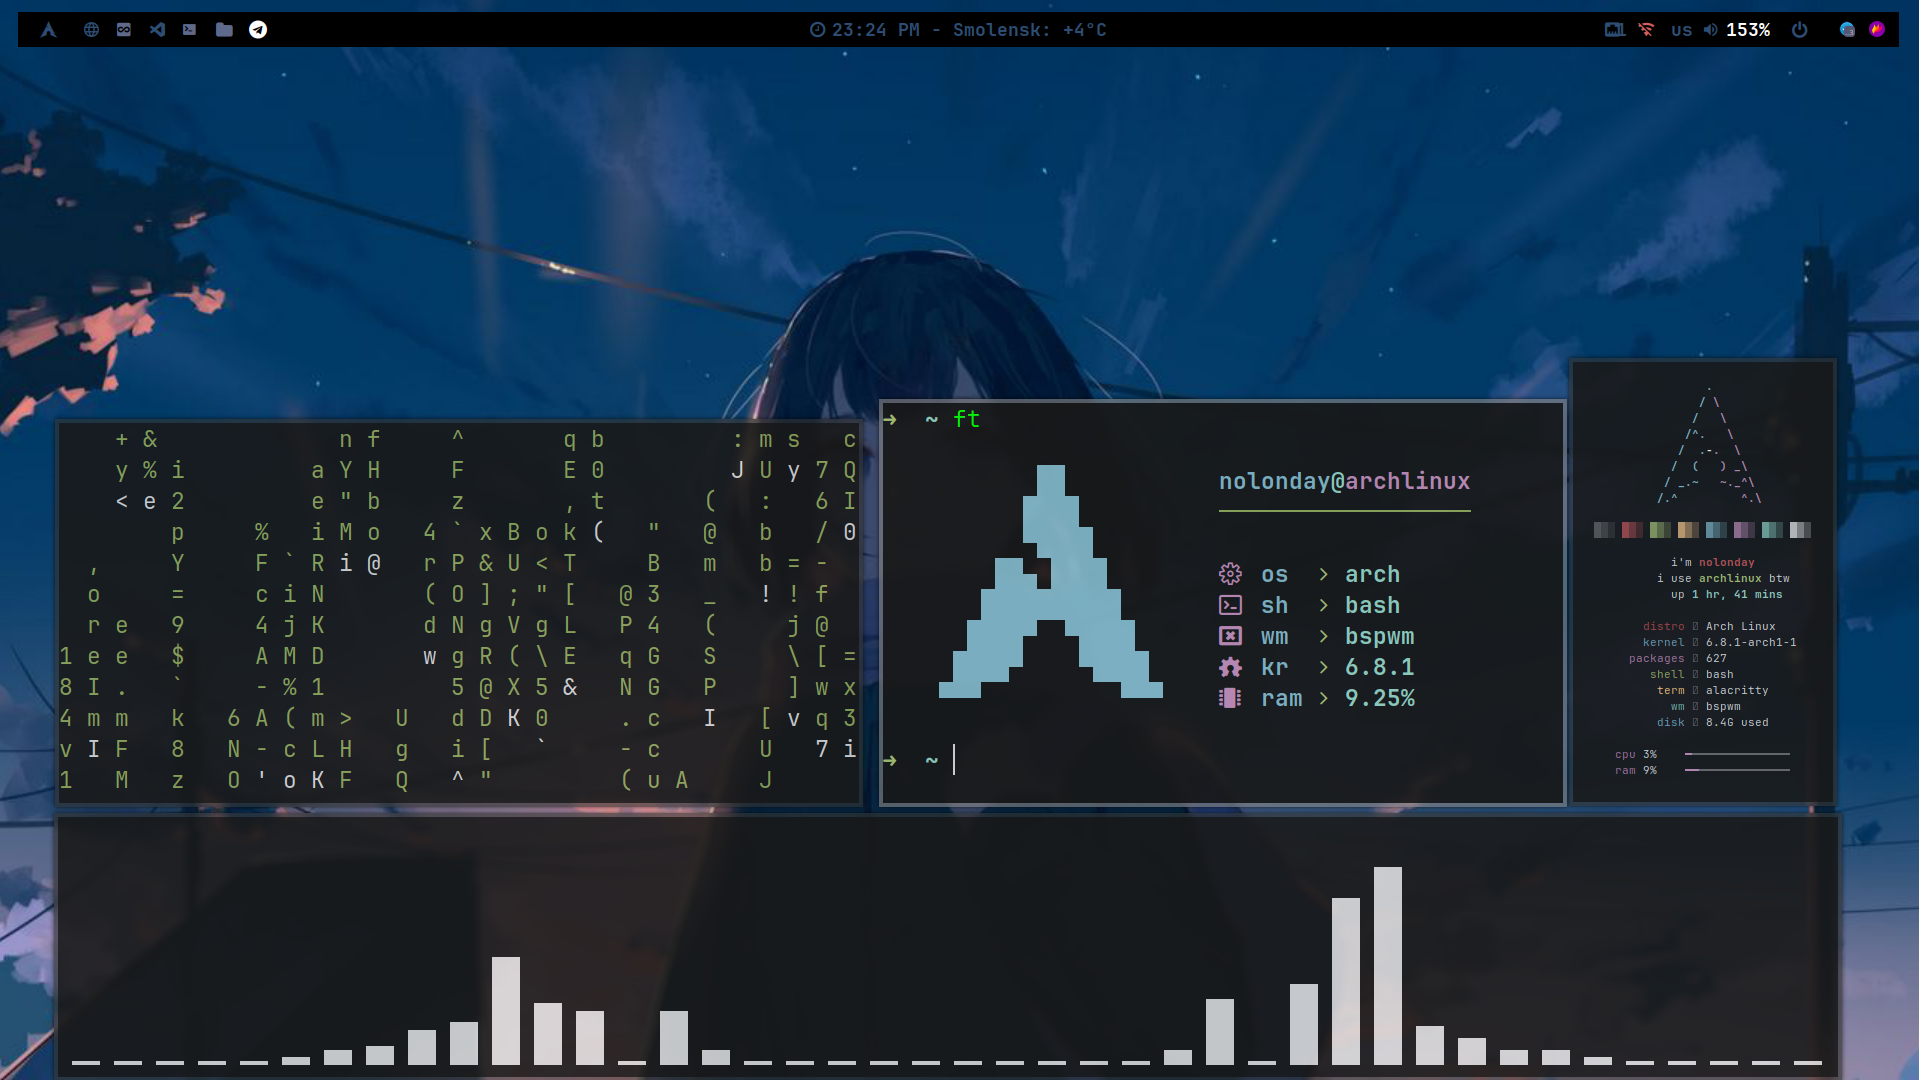 23:24 PM - Smolensk: +4°C
us 153%
+ & n f ^ q b : m s c
y % i a Y H F E 0 J U y 7 Q
< e 2 e " b z , t ( : 6 I
p % i M o 4 ` x B o k ( " @ b / 0
, Y F ` R i @ r P & U < T B m b = -
o = c i N ( O ] ; " [ @ 3 _ ! ! f
r e 9 4 j K d N g V g L P 4 ( j @
1 e e $ A M D w g R ( \ E q G S \ [ =
8 I . ` - % 1 5 @ X 5 & N G P ] w x
4 m m k 6 A ( m > U d D K 0 . c I [ v q 3
v I F 8 N - c L H g i [ ` - c U 7 i
1 M z O ' o K F Q ^ " ( u A J
➜ ~ ft
nolonday@archlinux
os > arch
sh > bash
wm > bspwm
kr > 6.8.1
ram > 9.25%
➜ ~
.
/ \
/ \
/^. \
/ .-. \
/ ( ) _\
/ _.~ ~._^\
/.^ ^.\
i'm nolonday
i use archlinux btw
up 1 hr, 41 mins
distro Arch Linux
kernel 6.8.1-arch1-1
packages 627
shell bash
term alacritty
wm bspwm
disk 8.4G used
cpu 3%
ram 9%